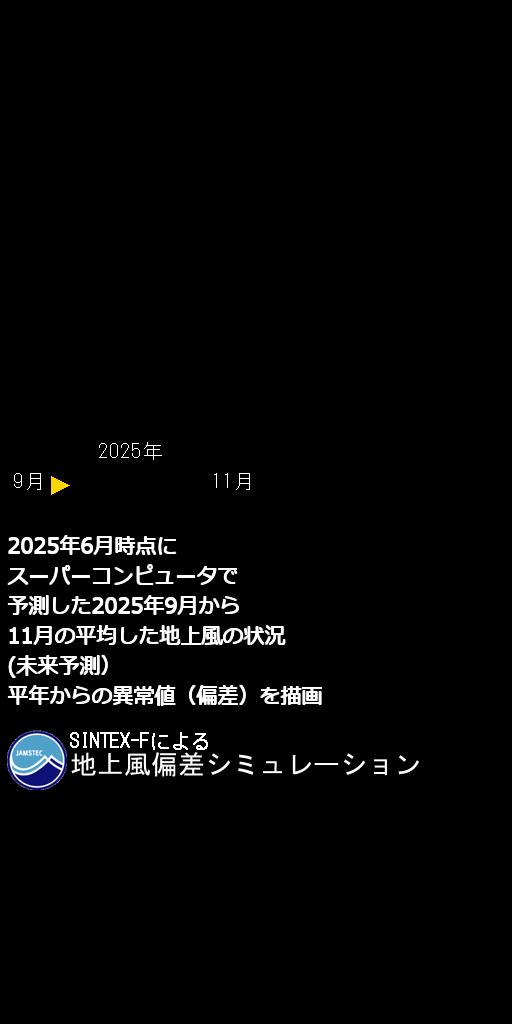 2025年
9月 ▶ 11月
2025年6月時点に
スーパーコンピュータで
予測した2025年9月から
11月の平均した地上風の状況
(未来予測）
平年からの異常値（偏差）を描画
SINTEX-Fによる
JAMSTEC
地上風偏差シミュレーション